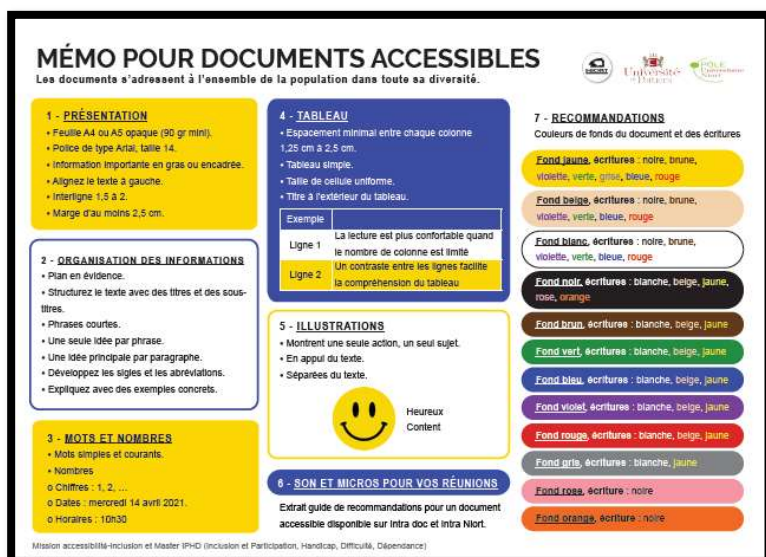 MÉMO POUR DOCUMENTS ACCESSIBLES
Les documents s'adressent à l'ensemble de la population dans toute sa diversité.
NIORT
Université
de Poitiers
PÔLE
Universitaire
Niort
1 - PRÉSENTATION
• Feuille A4 ou A5 opaque (90 gr mini).
• Police de type Arial, taille 14.
• Information importante en gras ou encadrée.
• Alignez le texte à gauche.
• Interligne 1,5 à 2.
• Marge d'au moins 2,5 cm.
2 - ORGANISATION DES INFORMATIONS
• Plan en évidence.
• Structurez le texte avec des titres et des sous-
titres.
• Phrases courtes.
• Une seule idée par phrase.
• Une idée principale par paragraphe.
• Développez les sigles et les abréviations.
• Expliquez avec des exemples concrets.
3 - MOTS ET NOMBRES
• Mots simples et courants.
• Nombres
o Chiffres : 1, 2, ...
o Dates : mercredi 14 avril 2021.
o Horaires : 10h30
4 - TABLEAU
• Espacement minimal entre chaque colonne
1,25 cm à 2,5 cm.
• Tableau simple.
• Taille de cellule uniforme.
• Titre à l'extérieur du tableau.
Exemple
Ligne 1 La lecture est plus confortable quand
le nombre de colonne est limité
Ligne 2 Un contraste entre les lignes facilite
la compréhension du tableau
5 - ILLUSTRATIONS
• Montrent une seule action, un seul sujet.
• En appui du texte.
• Séparées du texte.
Heureux
Content
6 - SON ET MICROS POUR VOS RÉUNIONS
Extrait guide de recommandations pour un document
accessible disponible sur Intra doc et Intra Niort.
7 - RECOMMANDATIONS
Couleurs de fonds du document et des écritures
Fond jaune, écritures : noire, brune,
violette, verte, grise, bleue, rouge
Fond beige, écritures : noire, brune,
violette, verte, bleue, rouge
Fond blanc, écritures : noire, brune,
violette, verte, bleue, rouge
Fond noir, écritures : blanche, beige, jaune,
rose, orange
Fond brun, écritures : blanche, beige, jaune
Fond vert, écritures : blanche, beige, jaune
Fond bleu, écritures : blanche, beige, jaune
Fond violet, écritures : blanche, beige, jaune
Fond rouge, écritures : blanche, beige, jaune
Fond gris, écritures : blanche, jaune
Fond rose, écriture : noire
Fond orange, écriture : noire
Mission accessibilité-inclusion et Master IPHD (Inclusion et Participation, Handicap, Difficulté, Dépendance)